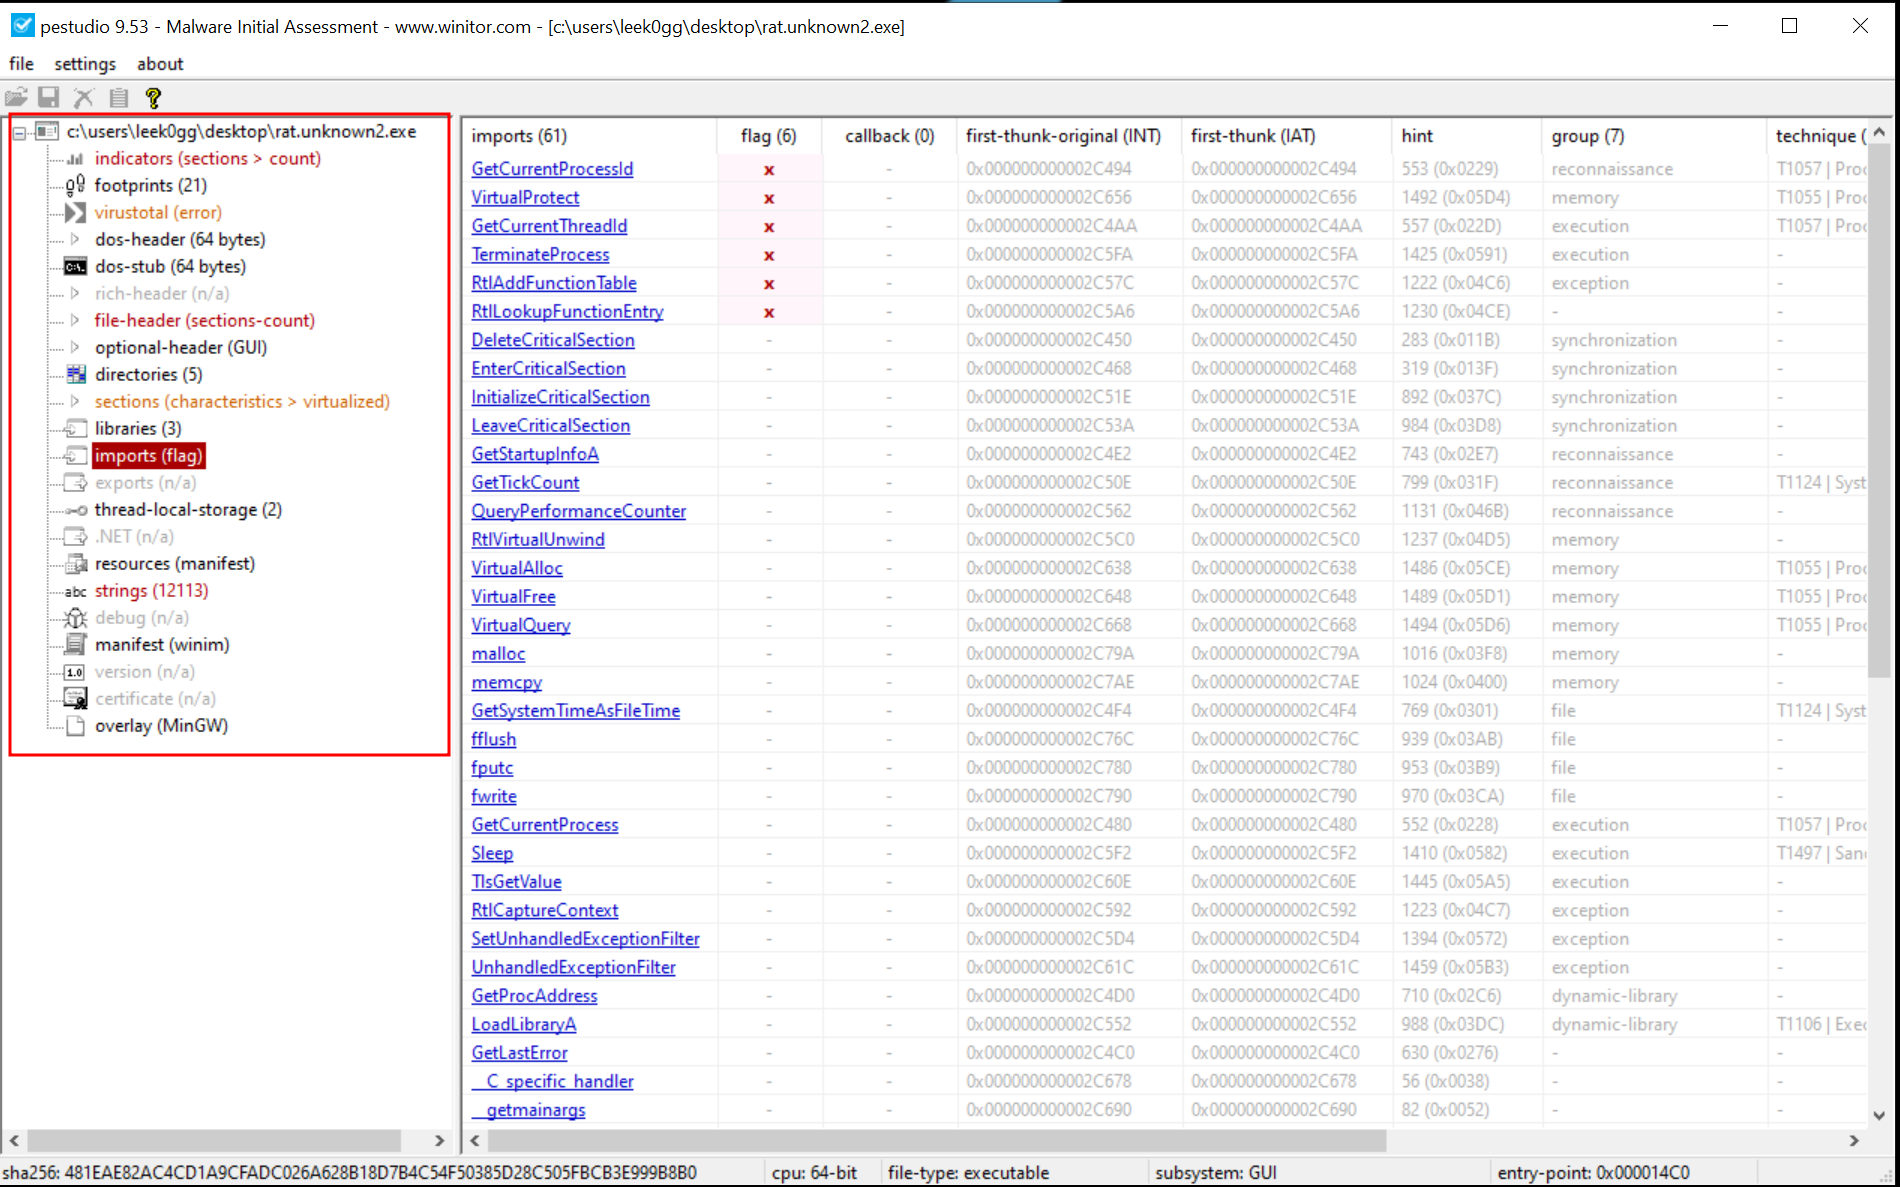 pestudio 9.53 - Malware Initial Assessment - www.winitor.com - [c:\users\leek0gg\desktop\rat.unknown2.exe]
file settings about
c:\users\leek0gg\desktop\rat.unknown2.exe
indicators (sections > count)
footprints (21)
virustotal (error)
dos-header (64 bytes)
dos-stub (64 bytes)
rich-header (n/a)
file-header (sections-count)
optional-header (GUI)
directories (5)
sections (characteristics > virtualized)
libraries (3)
imports (flag)
exports (n/a)
thread-local-storage (2)
.NET (n/a)
resources (manifest)
abc strings (12113)
debug (n/a)
manifest (winim)
1.0 version (n/a)
certificate (n/a)
overlay (MinGW)
imports (61) flag (6) callback (0) first-thunk-original (INT) first-thunk (IAT) hint group (7) technique (
GetCurrentProcessId x - 0x000000000002C494 0x000000000002C494 553 (0x0229) reconnaissance T1057 | Proc
VirtualProtect x - 0x000000000002C656 0x000000000002C656 1492 (0x05D4) memory T1055 | Proc
GetCurrentThreadId x - 0x000000000002C4AA 0x000000000002C4AA 557 (0x022D) execution T1057 | Proc
TerminateProcess x - 0x000000000002C5FA 0x000000000002C5FA 1425 (0x0591) execution -
RtlAddFunctionTable x - 0x000000000002C57C 0x000000000002C57C 1222 (0x04C6) exception -
RtlLookupFunctionEntry x - 0x000000000002C5A6 0x000000000002C5A6 1230 (0x04CE) - -
DeleteCriticalSection - - 0x000000000002C450 0x000000000002C450 283 (0x011B) synchronization -
EnterCriticalSection - - 0x000000000002C468 0x000000000002C468 319 (0x013F) synchronization -
InitializeCriticalSection - - 0x000000000002C51E 0x000000000002C51E 892 (0x037C) synchronization -
LeaveCriticalSection - - 0x000000000002C53A 0x000000000002C53A 984 (0x03D8) synchronization -
GetStartupInfoA - - 0x000000000002C4E2 0x000000000002C4E2 743 (0x02E7) reconnaissance -
GetTickCount - - 0x000000000002C50E 0x000000000002C50E 799 (0x031F) reconnaissance T1124 | Syst
QueryPerformanceCounter - - 0x000000000002C562 0x000000000002C562 1131 (0x046B) reconnaissance -
RtlVirtualUnwind - - 0x000000000002C5C0 0x000000000002C5C0 1237 (0x04D5) memory -
VirtualAlloc - - 0x000000000002C638 0x000000000002C638 1486 (0x05CE) memory T1055 | Proc
VirtualFree - - 0x000000000002C648 0x000000000002C648 1489 (0x05D1) memory T1055 | Proc
VirtualQuery - - 0x000000000002C668 0x000000000002C668 1494 (0x05D6) memory T1055 | Proc
malloc - - 0x000000000002C79A 0x000000000002C79A 1016 (0x03F8) memory -
memcpy - - 0x000000000002C7AE 0x000000000002C7AE 1024 (0x0400) memory -
GetSystemTimeAsFileTime - - 0x000000000002C4F4 0x000000000002C4F4 769 (0x0301) file T1124 | Syst
fflush - - 0x000000000002C76C 0x000000000002C76C 939 (0x03AB) file -
fputc - - 0x000000000002C780 0x000000000002C780 953 (0x03B9) file -
fwrite - - 0x000000000002C790 0x000000000002C790 970 (0x03CA) file -
GetCurrentProcess - - 0x000000000002C480 0x000000000002C480 552 (0x0228) execution T1057 | Proc
Sleep - - 0x000000000002C5F2 0x000000000002C5F2 1410 (0x0582) execution T1497 | Sand
TlsGetValue - - 0x000000000002C60E 0x000000000002C60E 1445 (0x05A5) execution -
RtlCaptureContext - - 0x000000000002C592 0x000000000002C592 1223 (0x04C7) exception -
SetUnhandledExceptionFilter - - 0x000000000002C5D4 0x000000000002C5D4 1394 (0x0572) exception -
UnhandledExceptionFilter - - 0x000000000002C61C 0x000000000002C61C 1459 (0x05B3) exception -
GetProcAddress - - 0x000000000002C4D0 0x000000000002C4D0 710 (0x02C6) dynamic-library -
LoadLibraryA - - 0x000000000002C552 0x000000000002C552 988 (0x03DC) dynamic-library T1106 | Exec
GetLastError - - 0x000000000002C4C0 0x000000000002C4C0 630 (0x0276) - -
__C_specific_handler - - 0x000000000002C678 0x000000000002C678 56 (0x0038) - -
__getmainargs - - 0x000000000002C690 0x000000000002C690 82 (0x0052) - -
sha256: 481EAE82AC4CD1A9CFADC026A628B18D7B4C54F50385D28C505FBCB3E999B8B0 cpu: 64-bit file-type: executable subsystem: GUI entry-point: 0x000014C0